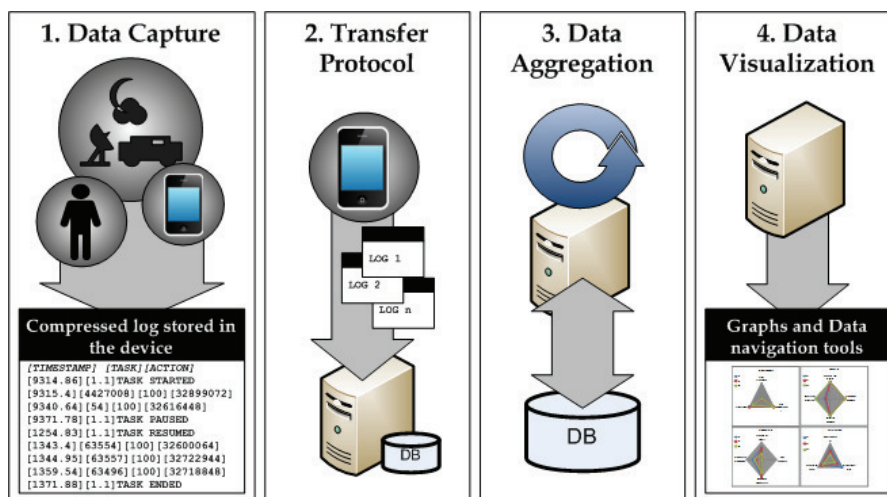 1. Data Capture
Compressed log stored in
the device
[TIMESTAMP] [TASK][ACTION]
[9314.86][1.1]TASK STARTED
[9315.4][4427008][100][32899072]
[9340.64][54][100][32616448]
[9371.78][1.1]TASK PAUSED
[1254.83][1.1]TASK RESUMED
[1343.4][63554][100][32600064]
[1344.95][63557][100][32722944]
[1359.54][63496][100][32718848]
[1371.88][1.1]TASK ENDED
2. Transfer
Protocol
LOG 1
LOG 2
LOG n
DB
3. Data
Aggregation
DB
4. Data
Visualization
Graphs and Data
navigation tools